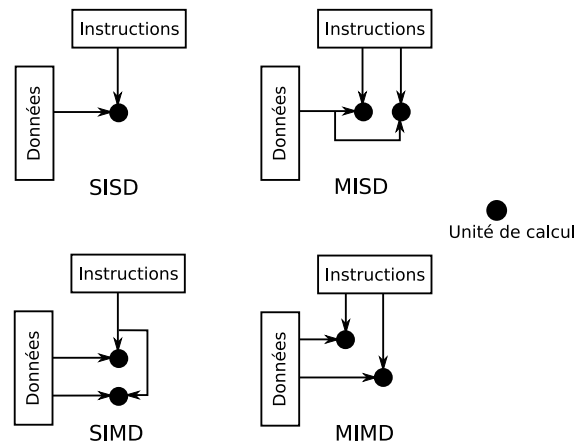 Instructions
Données
SISD
Instructions
Données
MISD
Unité de calcul
Instructions
Données
SIMD
Instructions
Données
MIMD